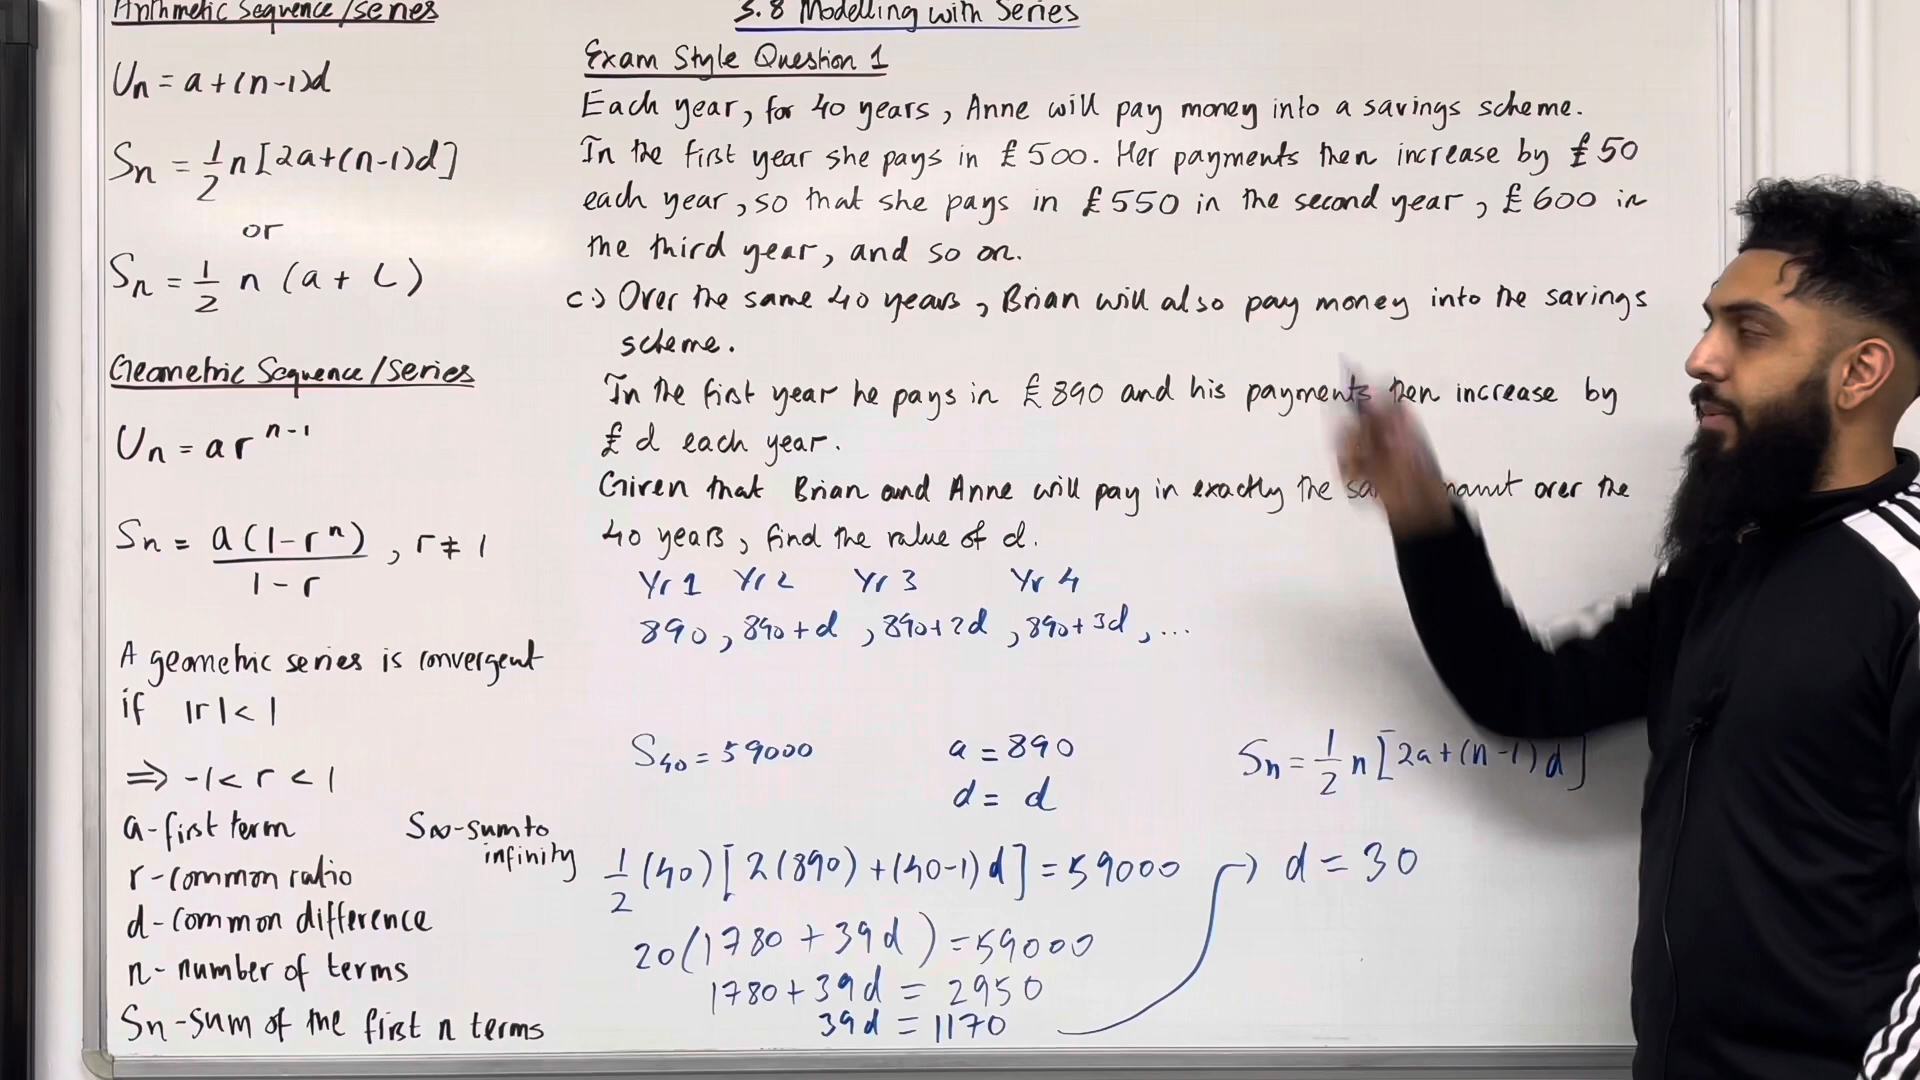 Arithmetic Sequence/series
Un = a+(n-1)d
Sn = 1/2 n[2a+(n-1)d]
or
Sn = 1/2 n (a + L)
Geometric Sequence/Series
Un = ar^n-1
Sn = a(1-r^n)/1-r , r≠1
A geometric series is convergent
if |r| < 1
⇒ -1 < r < 1
a-first term
S∞-sum to
infinity
r-common ratio
d-common difference
n- number of terms
Sn-sum of the first n terms
3.8 Modelling with Series
Exam Style Question 1
Each year, for 40 years, Anne will pay money into a savings scheme.
In the first year she pays in £500. Her payments then increase by £50
each year, so that she pays in £550 in the second year, £600 in
the third year, and so on.
c.) Over the same 40 years, Brian will also pay money into the savings
scheme.
In the first year he pays in £890 and his payments then increase by
£ d each year.
Given that Brian and Anne will pay in exactly the over the
40 years, find the value of d.
Yr 1 Yr 2 Yr 3 Yr 4
890, 890+d, 890+2d, 890+3d, ...
S40 = 59000 a = 890 Sn = 1/2 n[2a+(n-1)d]
d = d
1/2 (40)[2(890)+(40-1)d] = 59000 → d = 30
20(1780 + 39d) = 59000
1780+39d = 2950
39d = 1170